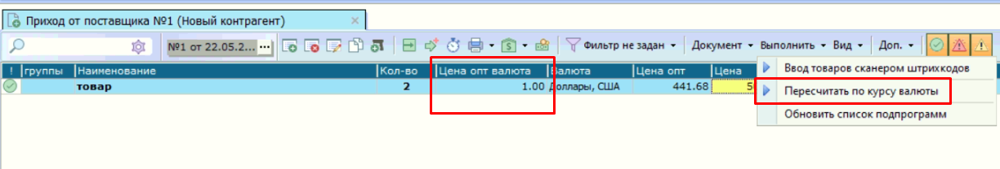 Приход от поставщика №1 (Новый контрагент)
№1 от 22.05.2... ... Фильтр не задан Документ Выполнить Вид Доп.
! группы Наименование Кол-во Цена опт валюта Валюта Цена опт Цена
товар 2 1.00 Доллары, США 441.68 5
Ввод товаров сканером штрихкодов
Пересчитать по курсу валюты
Обновить список подпрограмм